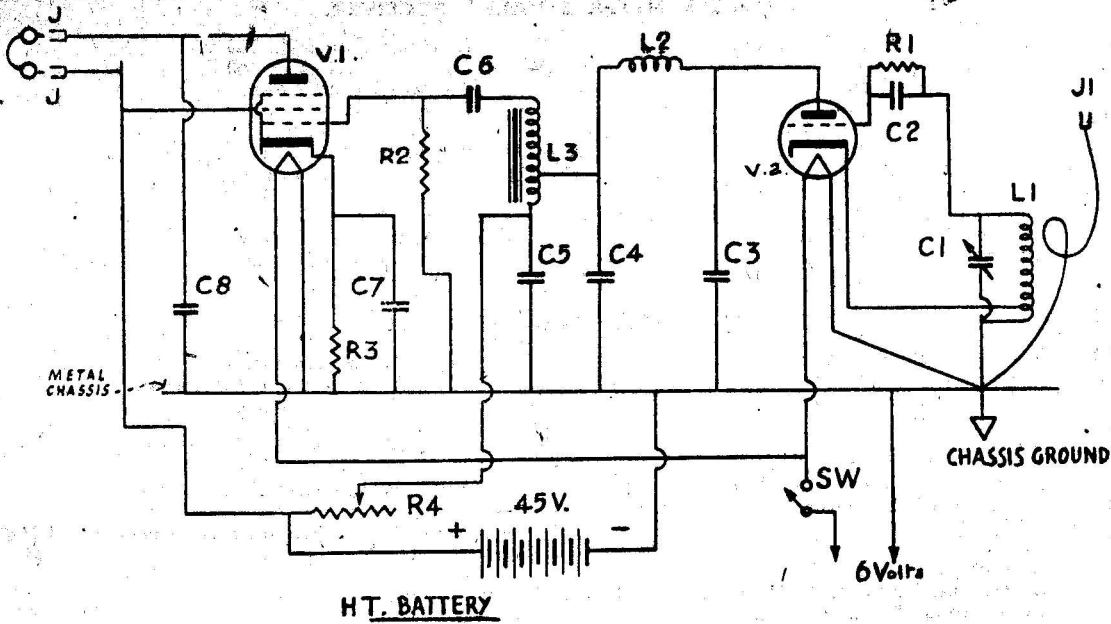 J
J
V.1.
C6
L2
R1
C2
J1
R2
L3
V.2.
L1
C1
C8
C7
C5
C4
C3
R3
METAL
CHASSIS
CHASSIS GROUND
R4
45V.
SW
+
-
6 Volts
HT. BATTERY